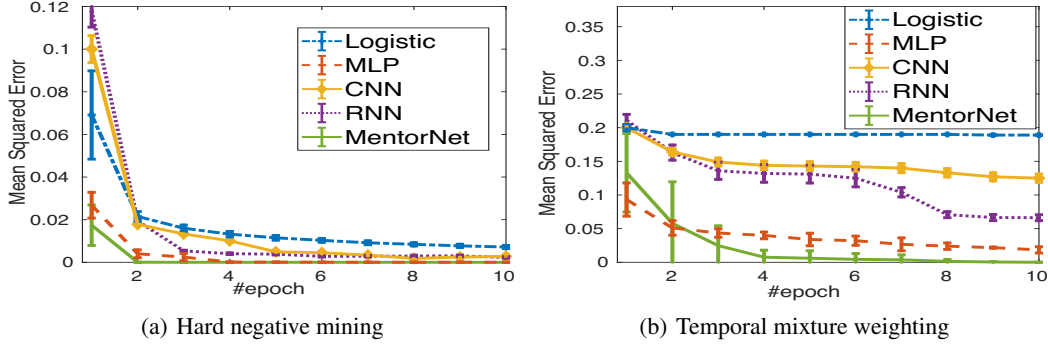 0.12
0.1
0.08
0.06
0.04
0.02
0
2
4
6
8
10
#epoch
Mean Squared Error
Logistic
MLP
CNN
RNN
MentorNet
(a) Hard negative mining
0.35
0.3
0.25
0.2
0.15
0.1
0.05
0
2
4
6
8
10
#epoch
Mean Squared Error
Logistic
MLP
CNN
RNN
MentorNet
(b) Temporal mixture weighting